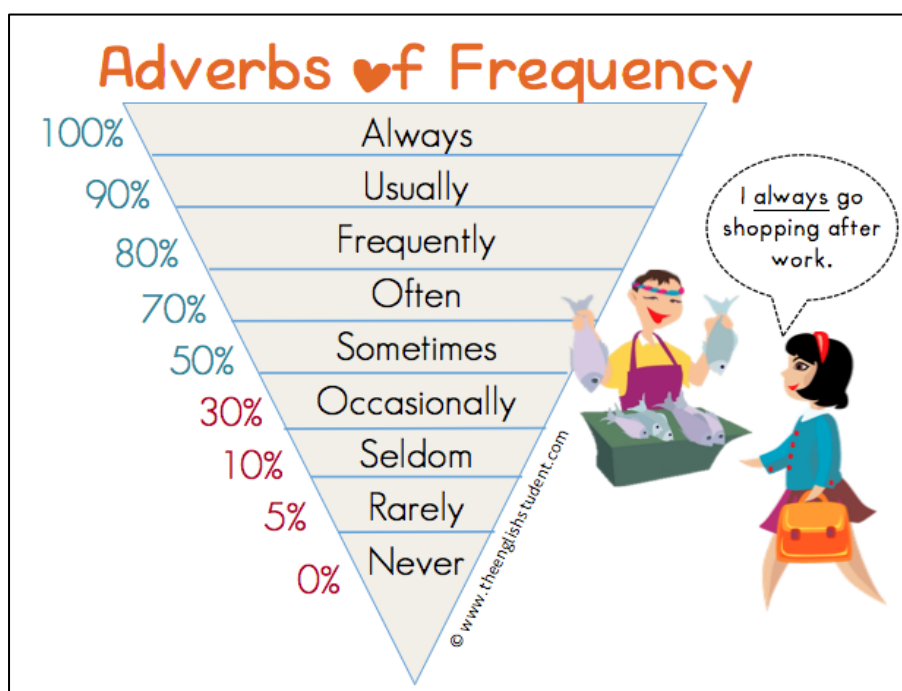 Adverbs of Frequency
100% Always
90% Usually
80% Frequently
70% Often
50% Sometimes
30% Occasionally
10% Seldom
5% Rarely
0% Never
I always go
shopping after
work.
© www.theenglishstudent.com